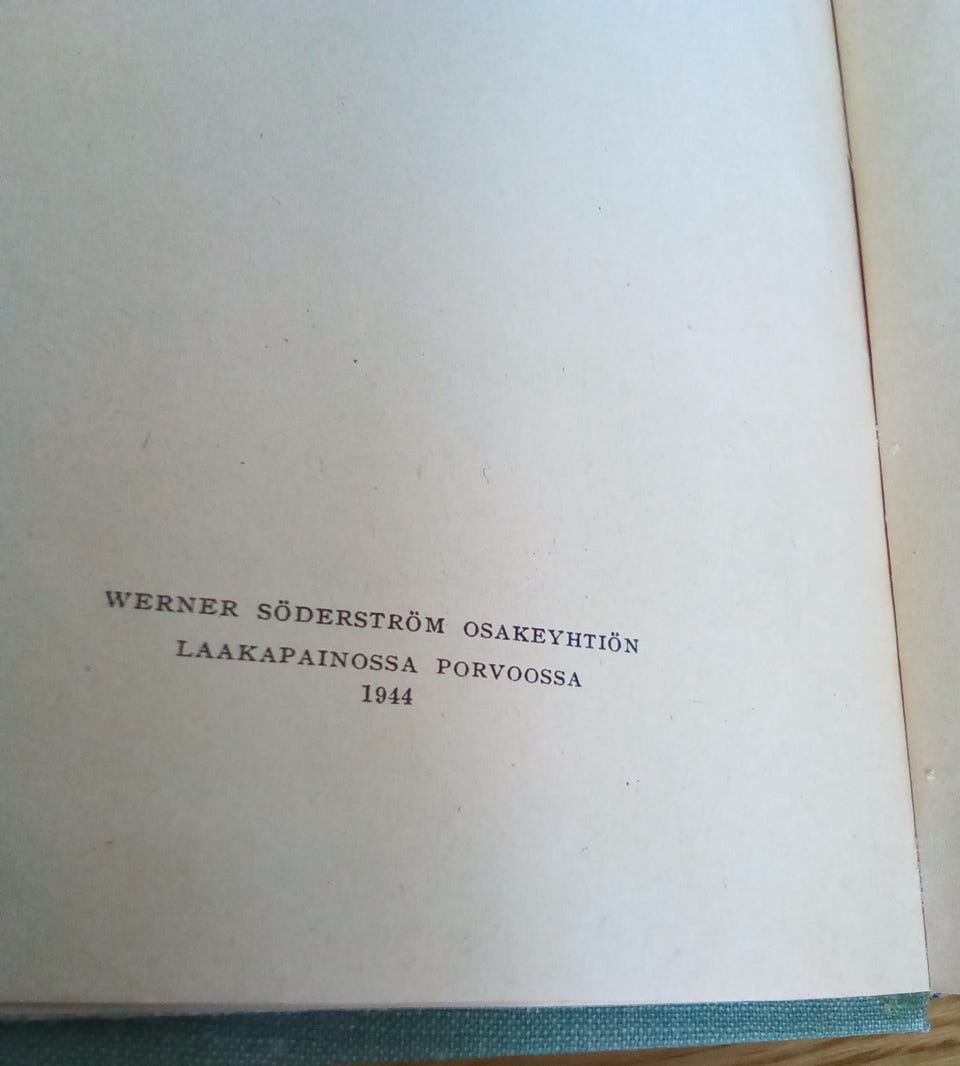 WERNER SÖDERSTRÖM OSAKEYHTIÖN
LAAKAPAINOSSA PORVOOSSA
1944